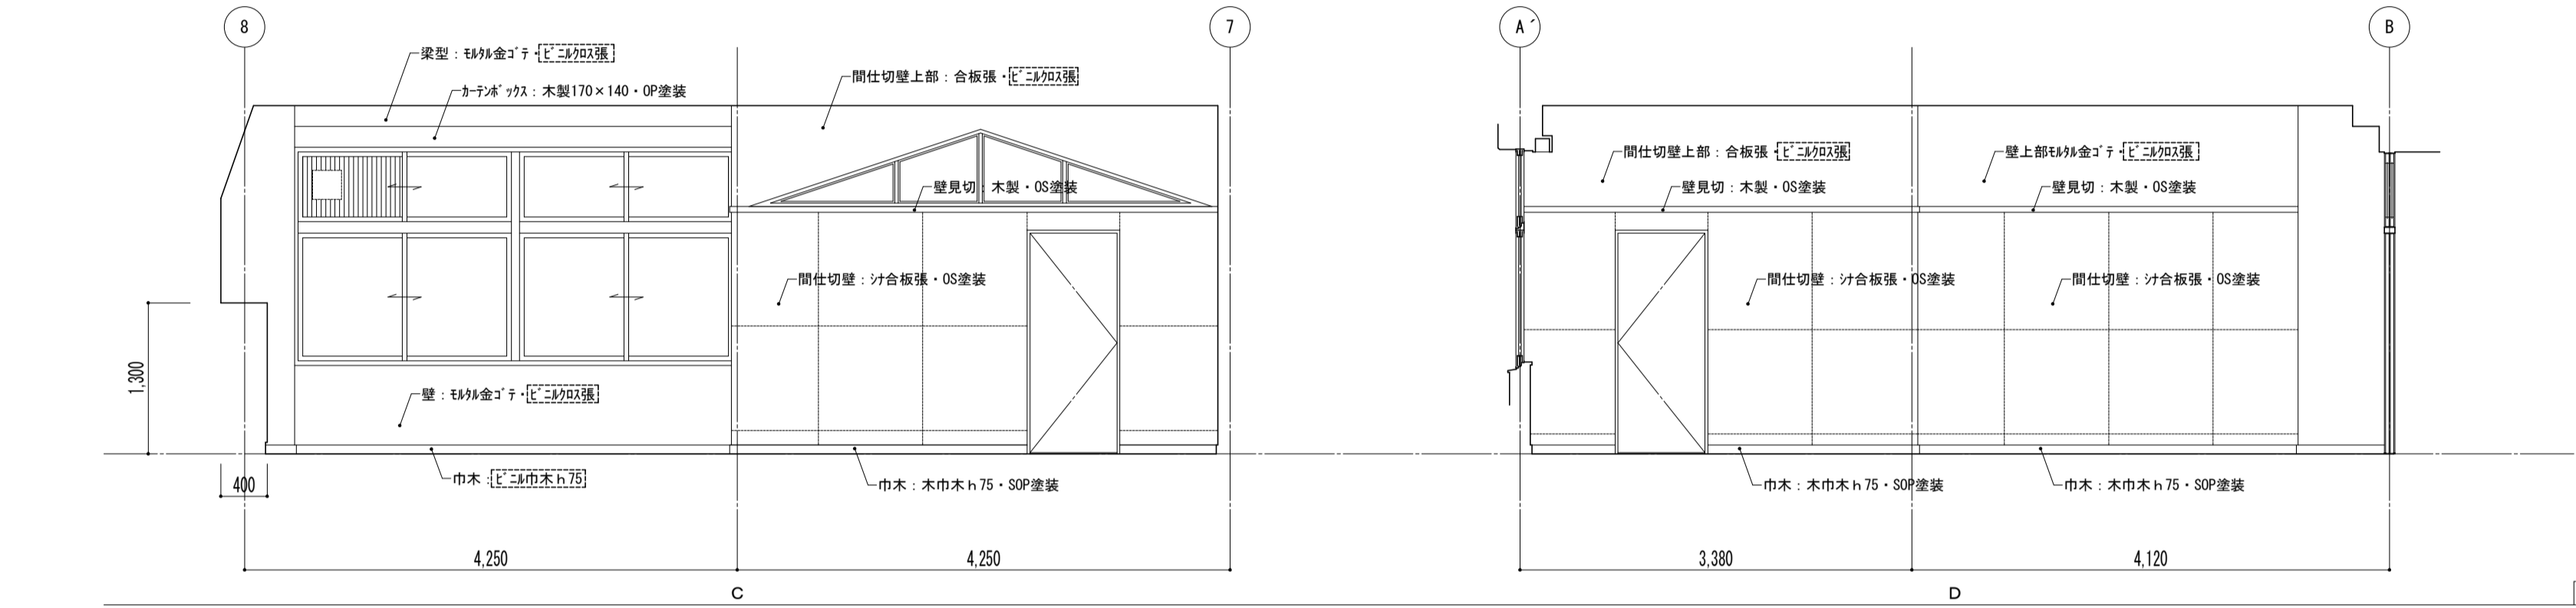 8
7
A´
B
梁型：ﾓﾙﾀﾙ金ｺﾞﾃ・ﾋﾞﾆﾙｸﾛｽ張
間仕切壁上部：合板張・ﾋﾞﾆﾙｸﾛｽ張
ｶｰﾃﾝﾎﾞｯｸｽ：木製170×140・OP塗装
間仕切壁上部：合板張・ﾋﾞﾆﾙｸﾛｽ張
壁上部ﾓﾙﾀﾙ金ｺﾞﾃ・ﾋﾞﾆﾙｸﾛｽ張
壁見切：木製・OS塗装
壁見切：木製・OS塗装
壁見切：木製・OS塗装
間仕切壁：ｼﾅ合板張・OS塗装
間仕切壁：ｼﾅ合板張・OS塗装
間仕切壁：ｼﾅ合板張・OS塗装
1,300
壁：ﾓﾙﾀﾙ金ｺﾞﾃ・ﾋﾞﾆﾙｸﾛｽ張
巾木：ﾋﾞﾆﾙ巾木ｈ75
400
巾木：木巾木ｈ75・SOP塗装
巾木：木巾木ｈ75・SOP塗装
巾木：木巾木ｈ75・SOP塗装
4,250
4,250
3,380
4,120
C
D